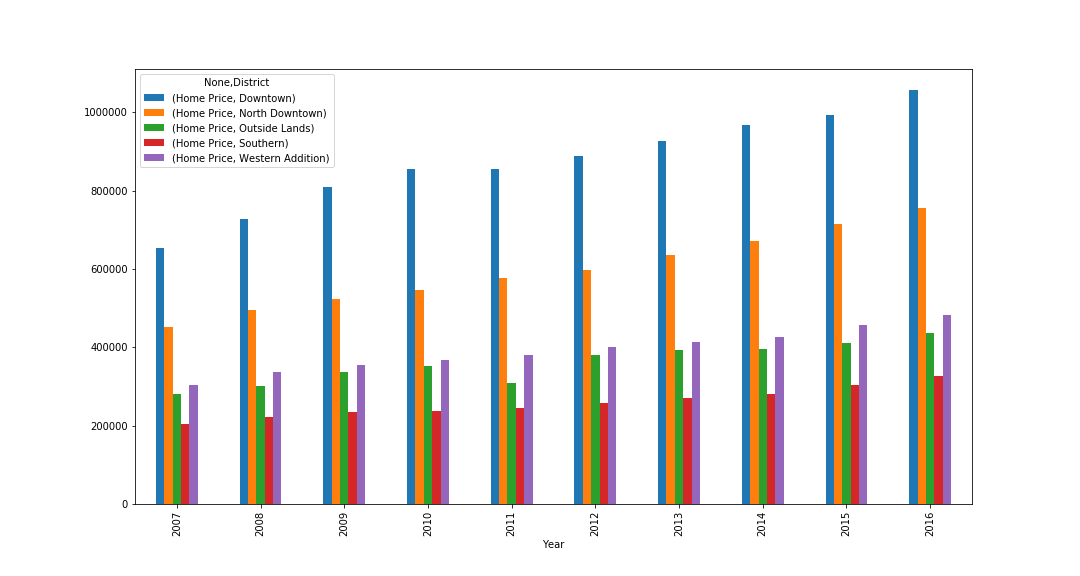 None,District
(Home Price, Downtown)
(Home Price, North Downtown)
(Home Price, Outside Lands)
(Home Price, Southern)
(Home Price, Western Addition)
1000000
800000
600000
400000
200000
0
2007
2008
2009
2010
2011
2012
2013
2014
2015
2016
Year